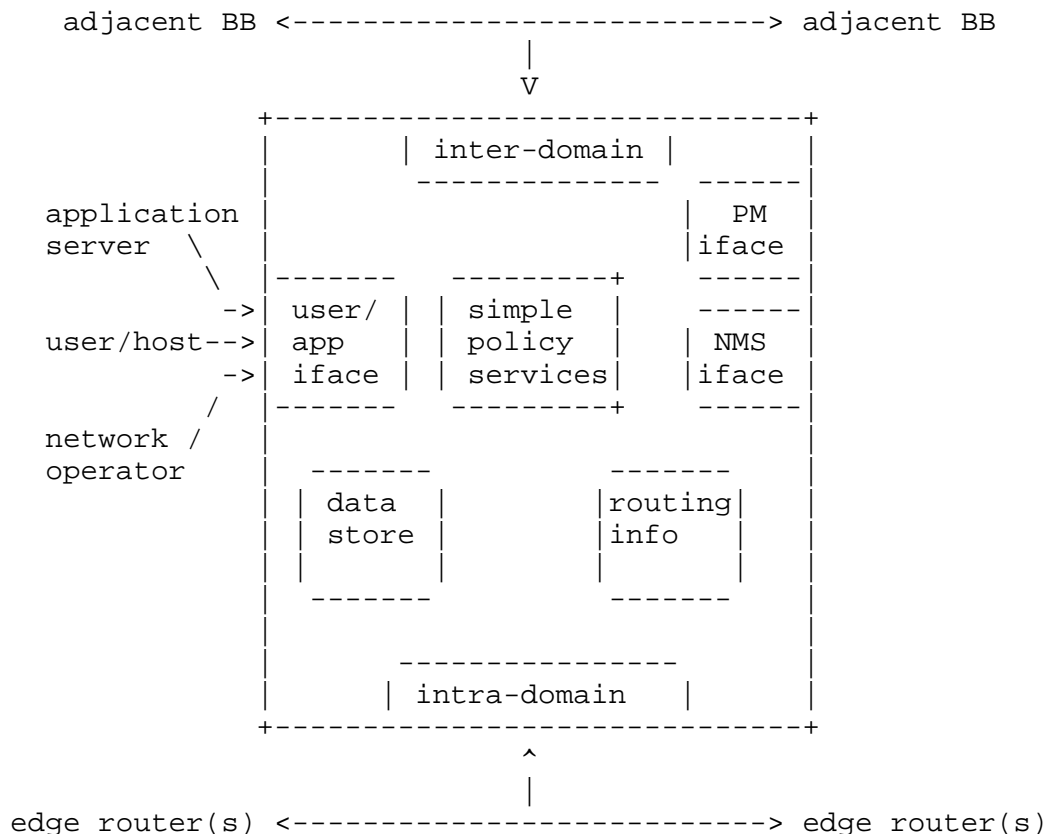 adjacent BB <---------------------------> adjacent BB
|
V
+-------------------------------+
| | inter-domain | |
| -------------- ------|
application | | PM |
server \ | |iface |
\ |------- ---------+ ------|
->| user/ | | simple | ------|
user/host-->| app | | policy | | NMS |
->| iface | | services| |iface |
/ |------- ---------+ ------|
network / | |
operator | ------- ------- |
| | data | |routing| |
| | store | |info | |
| | | | | |
| ------- ------- |
| |
| ---------------- |
| | intra-domain | |
+-------------------------------+
^
|
edge router(s) <---------------------------> edge router(s)